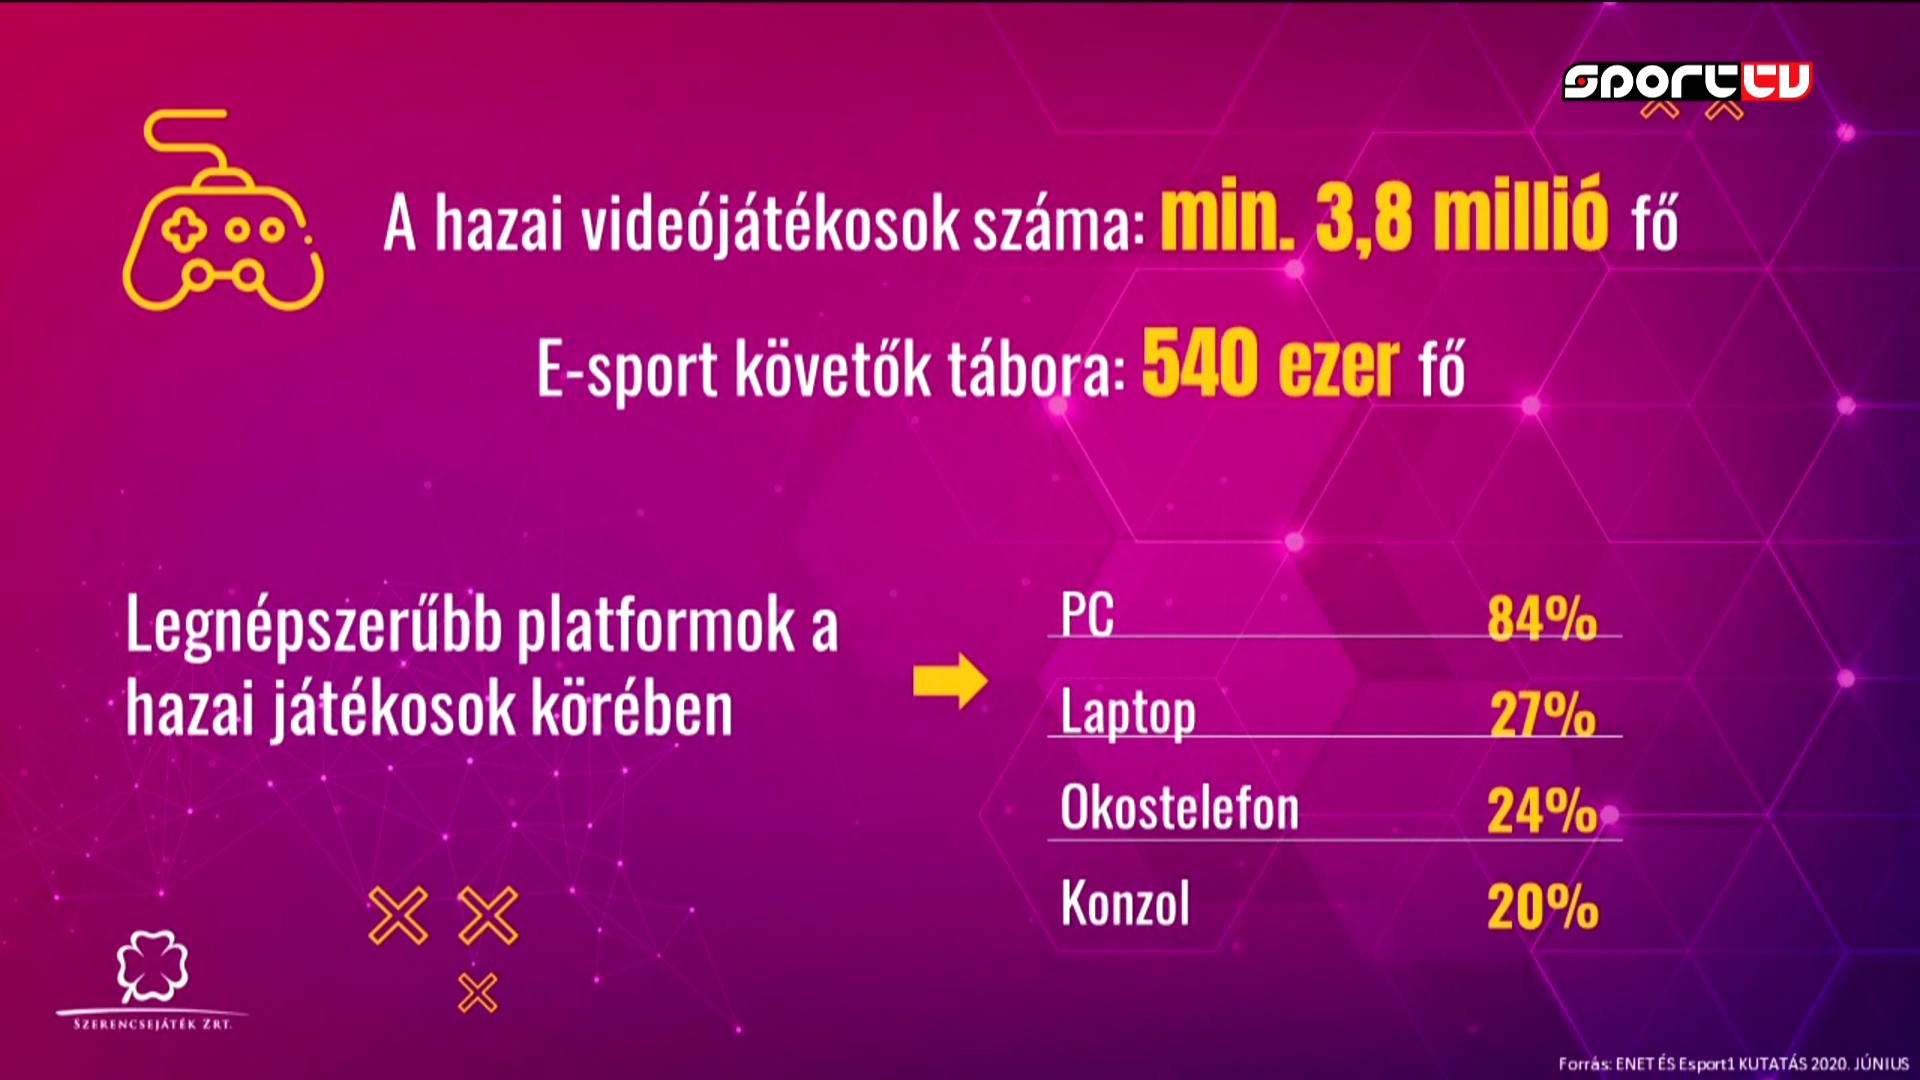 sport tv
A hazai videójátékosok száma: min. 3,8 millió fő
E-sport követők tábora: 540 ezer fő
Legnépszerűbb platformok a
hazai játékosok körében
PC 84%
Laptop 27%
Okostelefon 24%
Konzol 20%
SZERENCSEJÁTÉK ZRT.
Forrás: ENET ÉS Esport1 KUTATÁS 2020. JÚNIUS